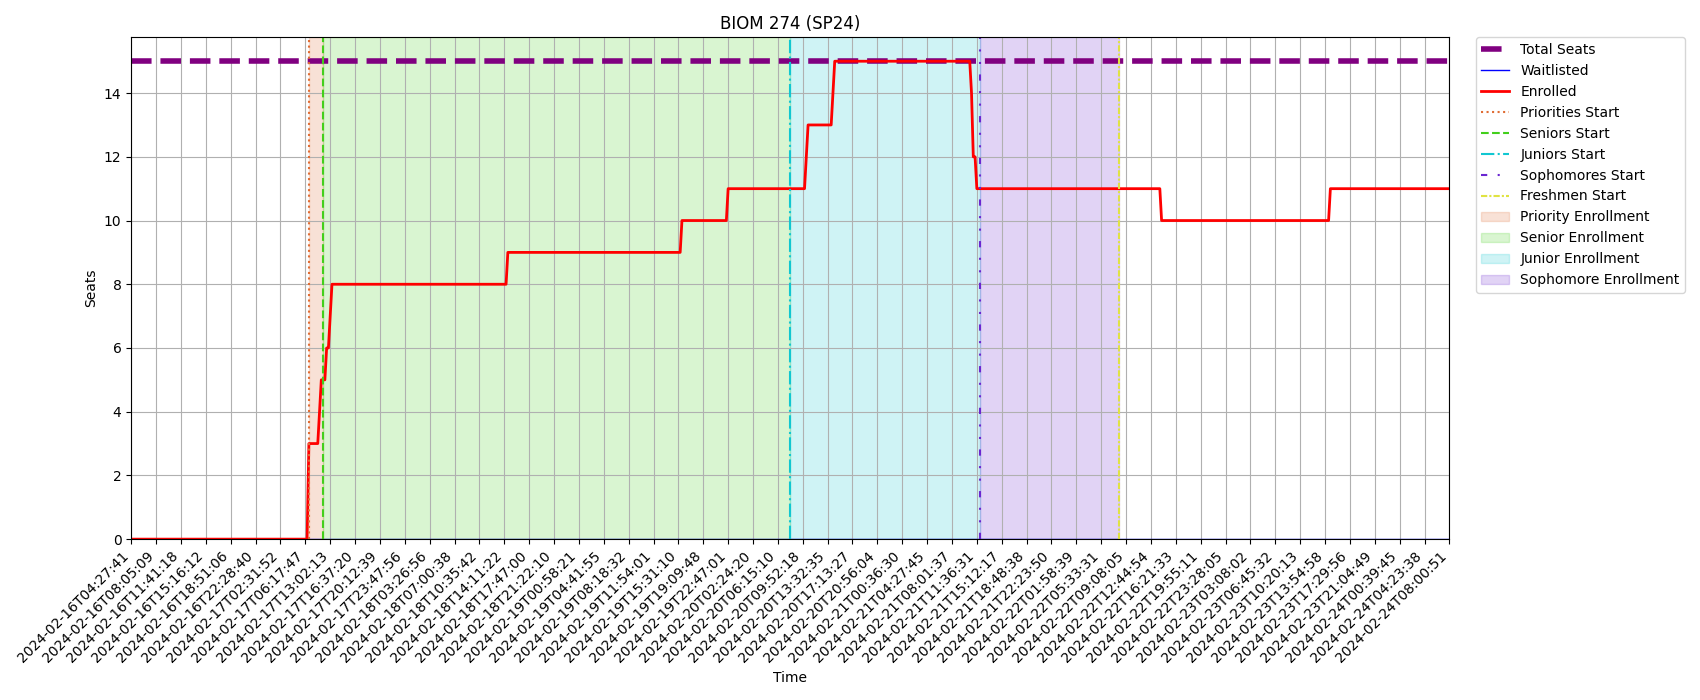 BIOM 274 (SP24)
Total Seats
Waitlisted
Enrolled
Priorities Start
Seniors Start
Juniors Start
Sophomores Start
Freshmen Start
Priority Enrollment
Senior Enrollment
Junior Enrollment
Sophomore Enrollment
Seats
14
12
10
8
6
4
2
0
2024-02-16T04:27:41
2024-02-16T08:05:09
2024-02-16T11:41:18
2024-02-16T15:16:12
2024-02-16T18:51:06
2024-02-16T22:28:40
2024-02-17T02:31:52
2024-02-17T06:17:47
2024-02-17T13:02:13
2024-02-17T16:37:20
2024-02-17T20:12:39
2024-02-17T23:47:56
2024-02-18T03:26:56
2024-02-18T07:00:38
2024-02-18T10:35:42
2024-02-18T14:11:22
2024-02-18T17:47:00
2024-02-18T21:22:10
2024-02-19T00:58:21
2024-02-19T04:41:55
2024-02-19T08:18:32
2024-02-19T11:54:01
2024-02-19T15:31:10
2024-02-19T19:09:48
2024-02-19T22:47:01
2024-02-20T02:24:20
2024-02-20T06:15:10
2024-02-20T09:52:18
2024-02-20T13:32:35
2024-02-20T17:13:27
2024-02-20T20:56:04
2024-02-21T00:36:30
2024-02-21T04:27:45
2024-02-21T08:01:37
2024-02-21T11:36:31
2024-02-21T15:12:17
2024-02-21T18:48:38
2024-02-21T22:23:50
2024-02-22T01:58:39
2024-02-22T05:33:31
2024-02-22T09:08:05
2024-02-22T12:44:54
2024-02-22T16:21:33
2024-02-22T19:55:11
2024-02-22T23:28:05
2024-02-23T03:08:02
2024-02-23T06:45:32
2024-02-23T10:20:13
2024-02-23T13:54:58
2024-02-23T17:29:56
2024-02-23T21:04:49
2024-02-24T00:39:45
2024-02-24T04:23:38
2024-02-24T08:00:51
Time